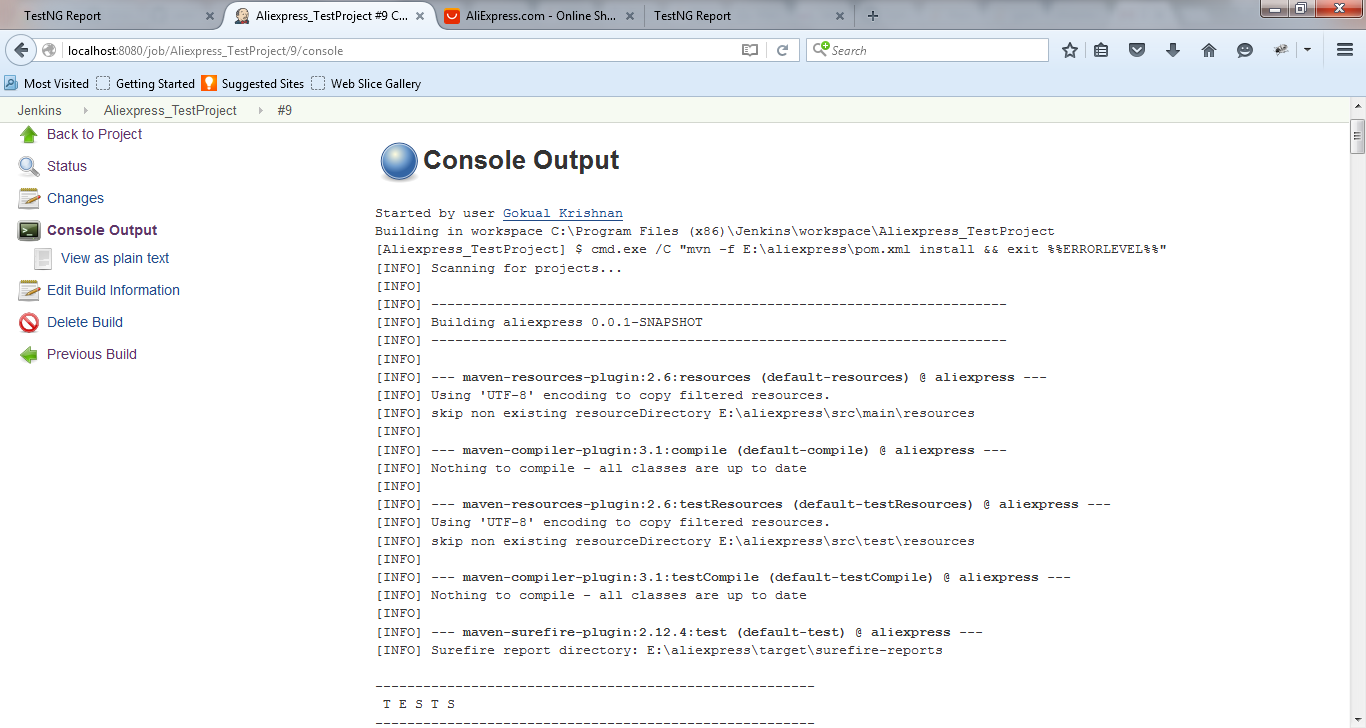 TestNG Report
Aliexpress_TestProject #9 C...
AliExpress.com - Online Sh...
TestNG Report
localhost:8080/job/Aliexpress_TestProject/9/console
Search
Most Visited
Getting Started
Suggested Sites
Web Slice Gallery
Jenkins
Aliexpress_TestProject
#9
Back to Project
Status
Changes
Console Output
View as plain text
Edit Build Information
Delete Build
Previous Build
Console Output
Started by user Gokual Krishnan
Building in workspace C:\Program Files (x86)\Jenkins\workspace\Aliexpress_TestProject
[Aliexpress_TestProject] $ cmd.exe /C "mvn -f E:\aliexpress\pom.xml install && exit %%ERRORLEVEL%%"
[INFO] Scanning for projects...
[INFO]
[INFO] ------------------------------------------------------------------------
[INFO] Building aliexpress 0.0.1-SNAPSHOT
[INFO] ------------------------------------------------------------------------
[INFO]
[INFO] --- maven-resources-plugin:2.6:resources (default-resources) @ aliexpress ---
[INFO] Using 'UTF-8' encoding to copy filtered resources.
[INFO] skip non existing resourceDirectory E:\aliexpress\src\main\resources
[INFO]
[INFO] --- maven-compiler-plugin:3.1:compile (default-compile) @ aliexpress ---
[INFO] Nothing to compile - all classes are up to date
[INFO]
[INFO] --- maven-resources-plugin:2.6:testResources (default-testResources) @ aliexpress ---
[INFO] Using 'UTF-8' encoding to copy filtered resources.
[INFO] skip non existing resourceDirectory E:\aliexpress\src\test\resources
[INFO]
[INFO] --- maven-compiler-plugin:3.1:testCompile (default-testCompile) @ aliexpress ---
[INFO] Nothing to compile - all classes are up to date
[INFO]
[INFO] --- maven-surefire-plugin:2.12.4:test (default-test) @ aliexpress ---
[INFO] Surefire report directory: E:\aliexpress\target\surefire-reports
-------------------------------------------------------
T E S T S
-------------------------------------------------------